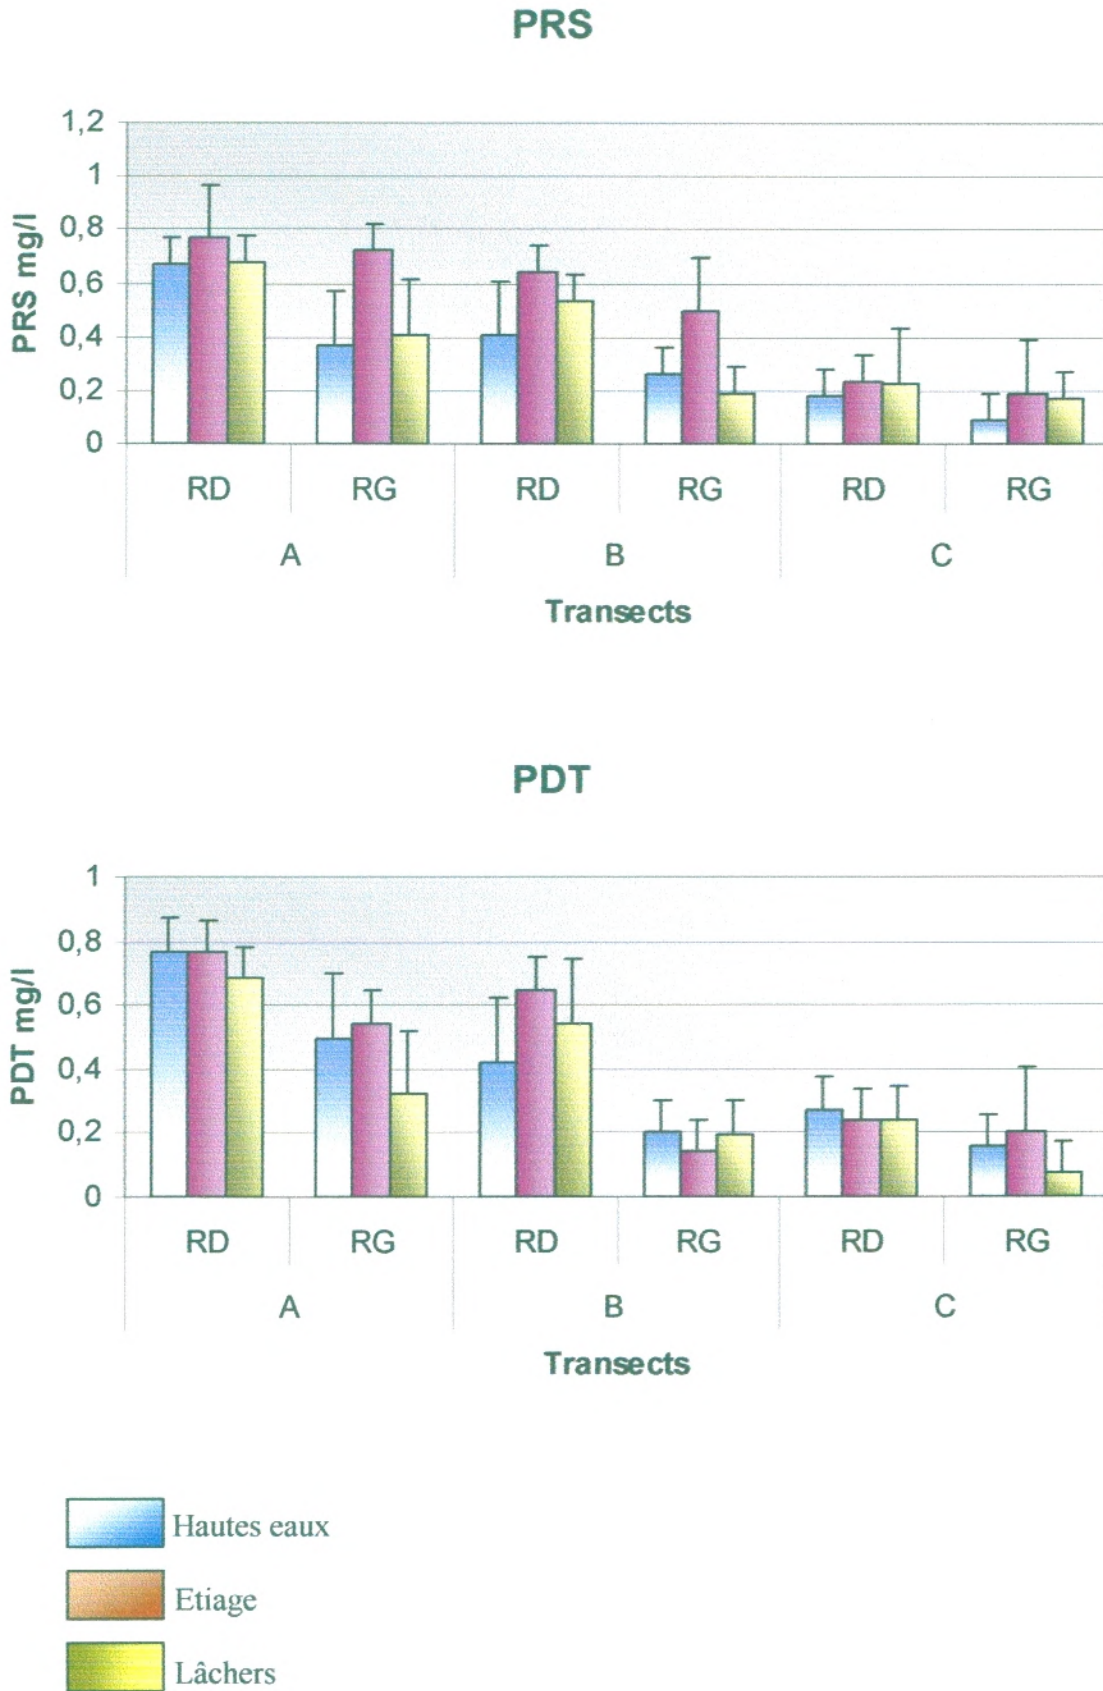 PRS
PRS mg/l
1,2
1
0,8
0,6
0,4
0,2
0
RD RG RD RG RD RG
A B C
Transects
PDT
PDT mg/l
1
0,8
0,6
0,4
0,2
0
RD RG RD RG RD RG
A B C
Transects
Hautes eaux
Etiage
Lâchers